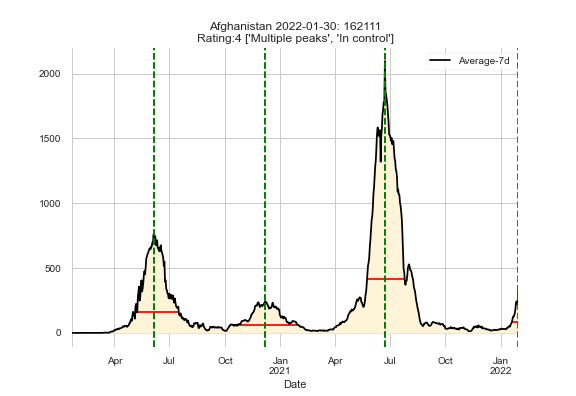 Afghanistan 2022-01-30: 162111
Rating:4 ['Multiple peaks', 'In control']
Average-7d
2000
1500
1000
500
0
Apr Jul Oct Jan Apr Jul Oct Jan
2021 2022
Date